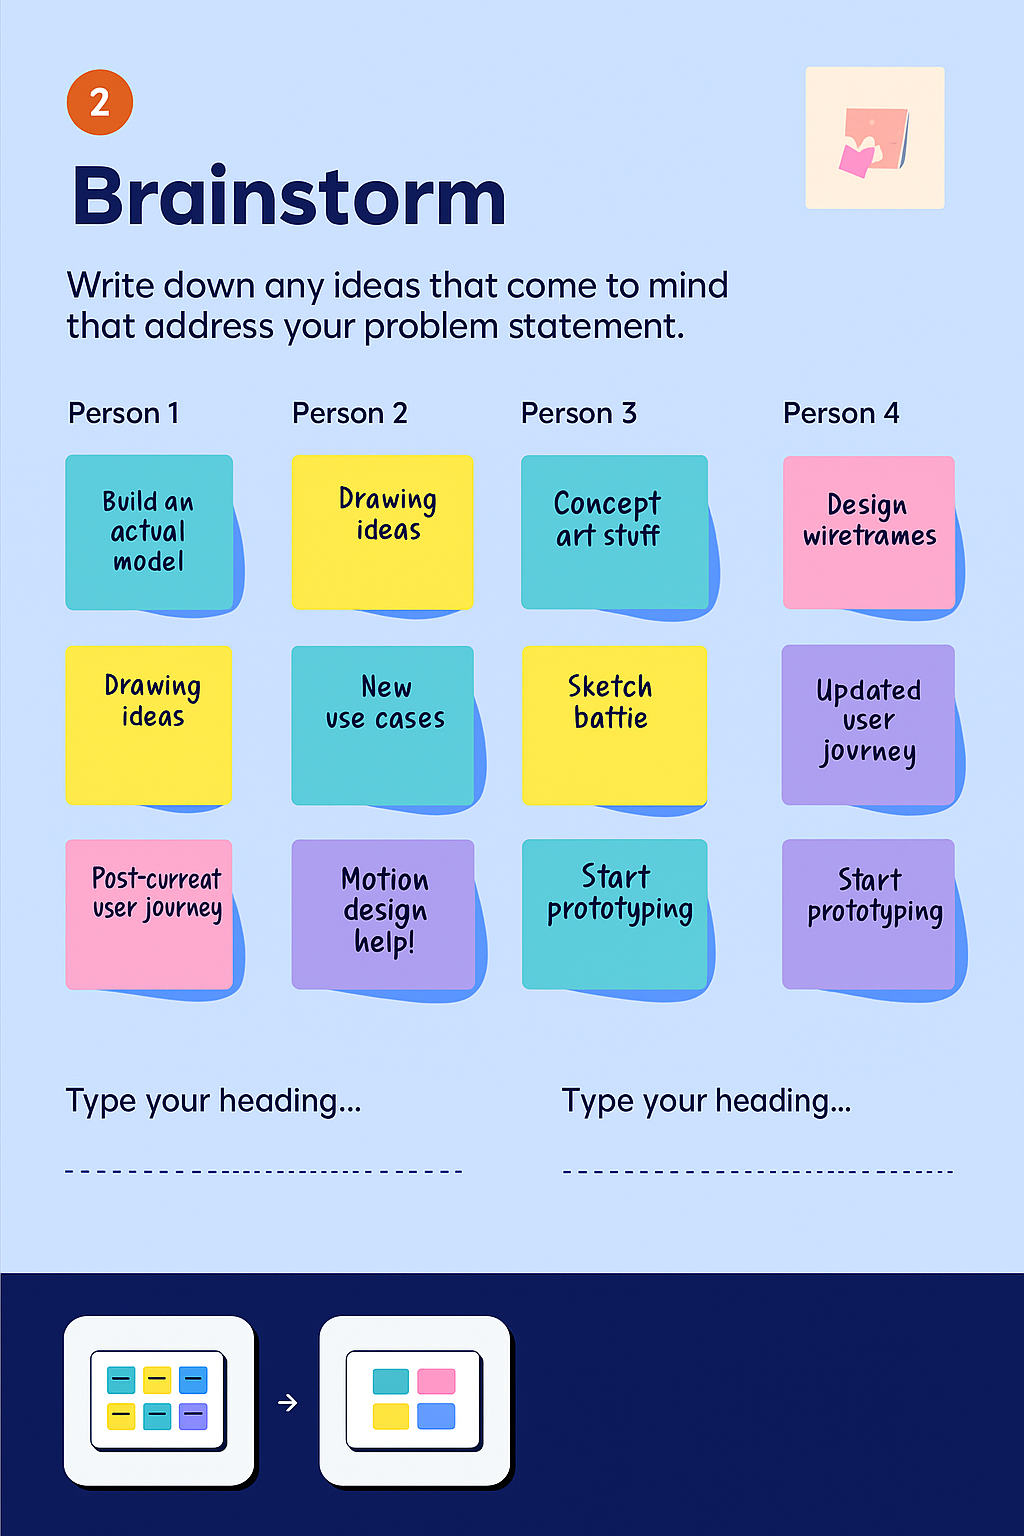 2
Brainstorm
Write down any ideas that come to mind
that address your problem statement.
Person 1
Person 2
Person 3
Person 4
Build an
actual
model
Drawing
ideas
Concept
art stuff
Design
wiretrames
Drawing
ideas
New
use cases
Sketch
battie
Updated
user
jovrney
Post-curreat
user journey
Motion
design
help!
Start
prototyping
Start
prototyping
Type your heading...
Type your heading...